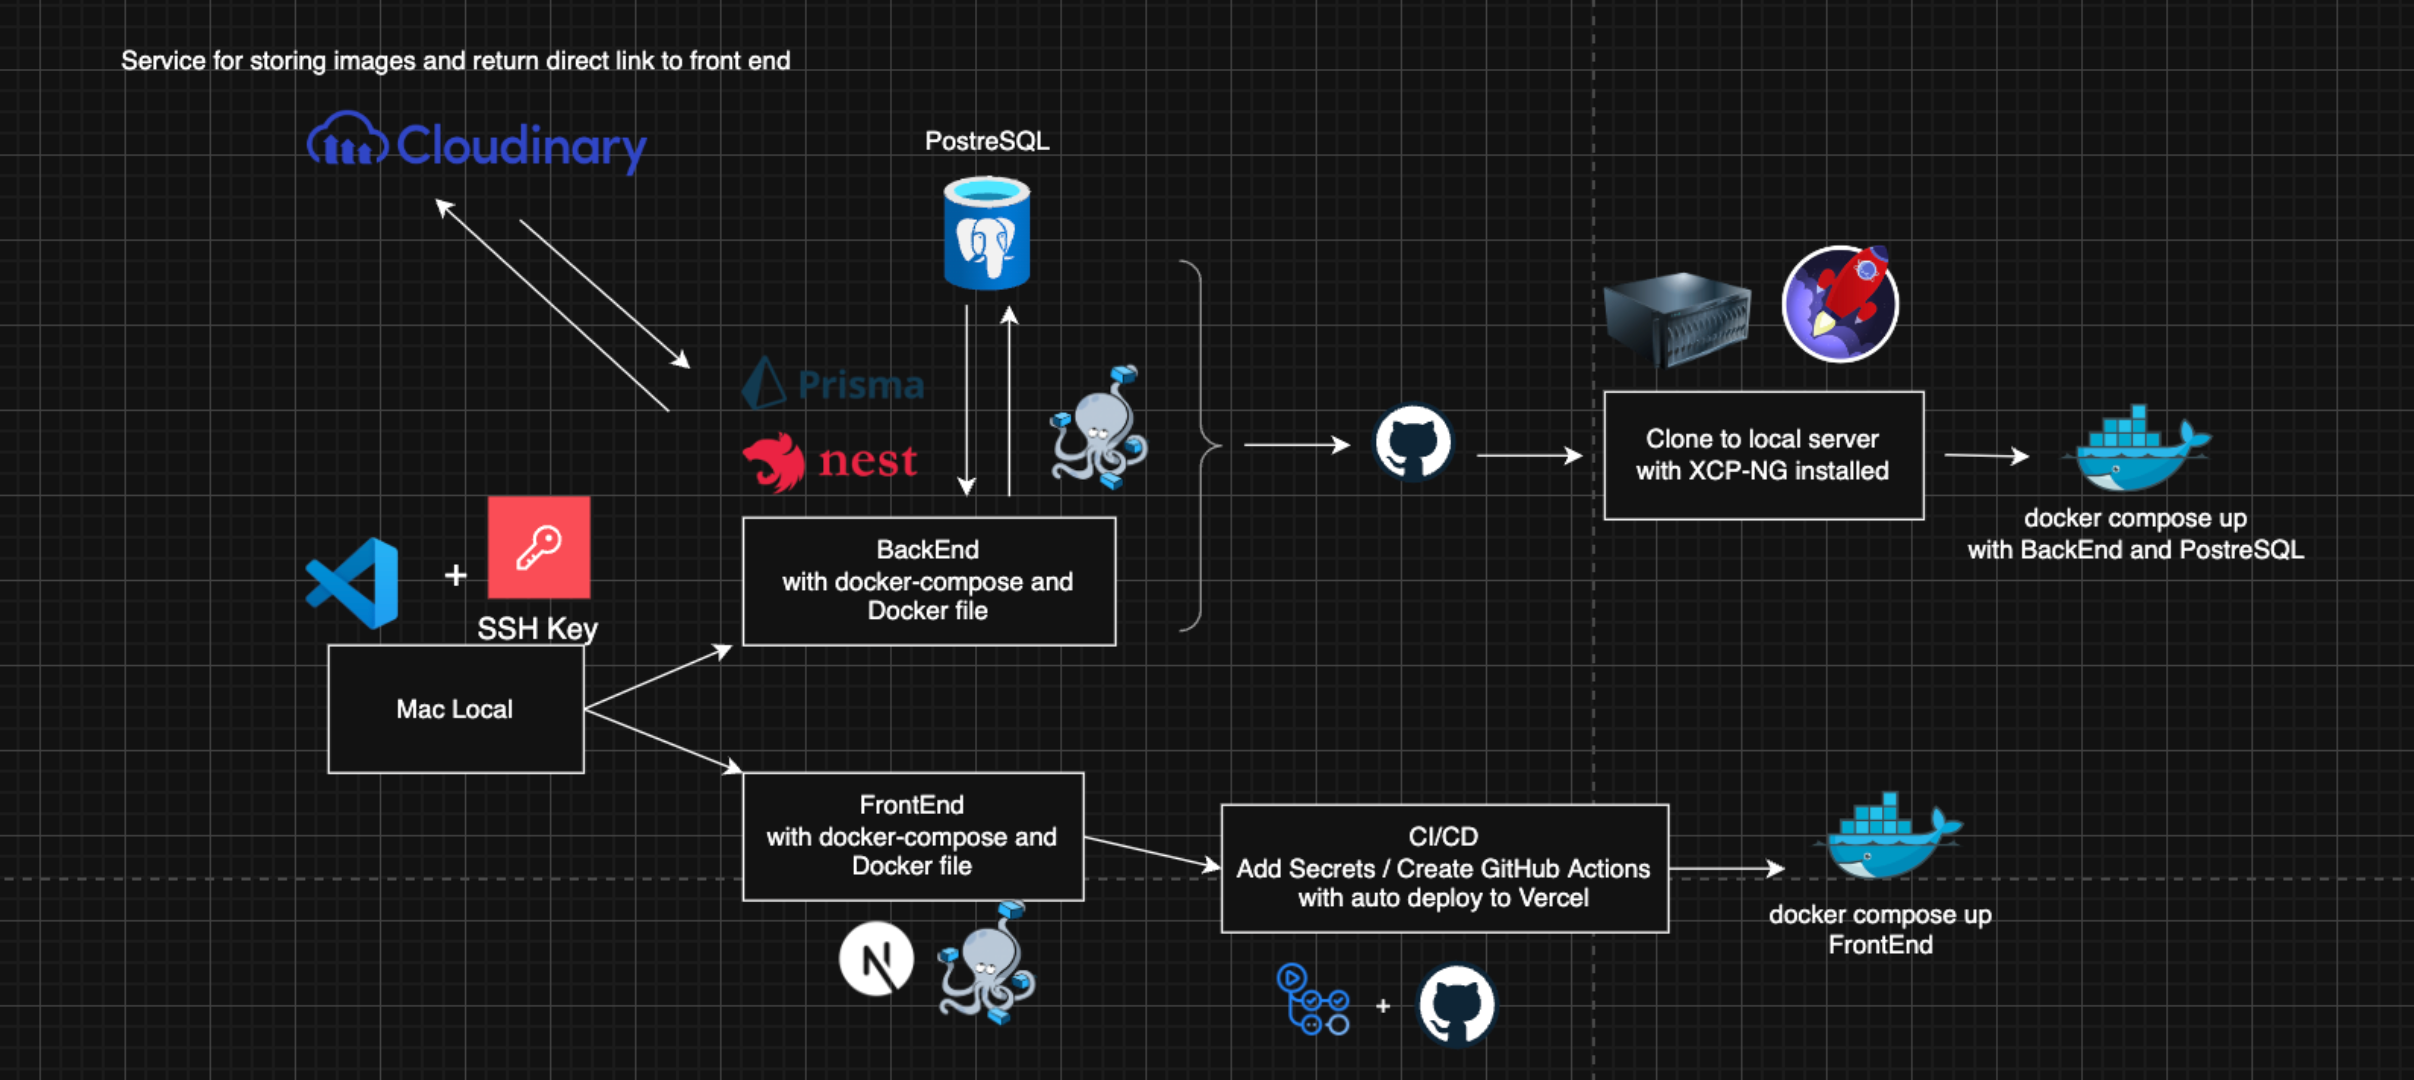 Service for storing images and return direct link to front end
Cloudinary
PostreSQL
Prisma
nest
BackEnd
with docker-compose and
Docker file
+
SSH Key
Mac Local
Clone to local server
with XCP-NG installed
docker compose up
with BackEnd and PostreSQL
FrontEnd
with docker-compose and
Docker file
CI/CD
Add Secrets / Create GitHub Actions
with auto deploy to Vercel
docker compose up
FrontEnd
N
+